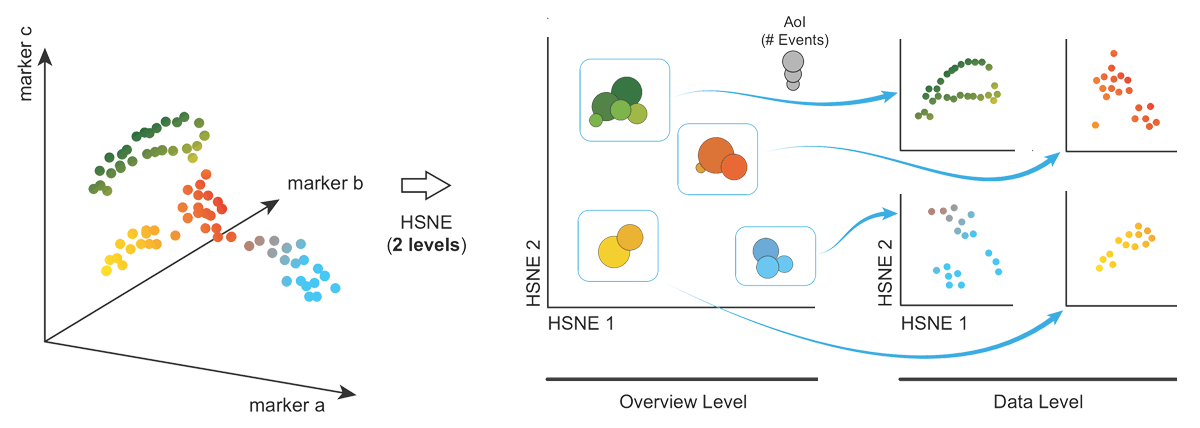 marker c
marker b
marker a
HSNE
(2 levels)
AoI
(# Events)
HSNE 2
HSNE 1
HSNE 2
HSNE 1
Overview Level
Data Level